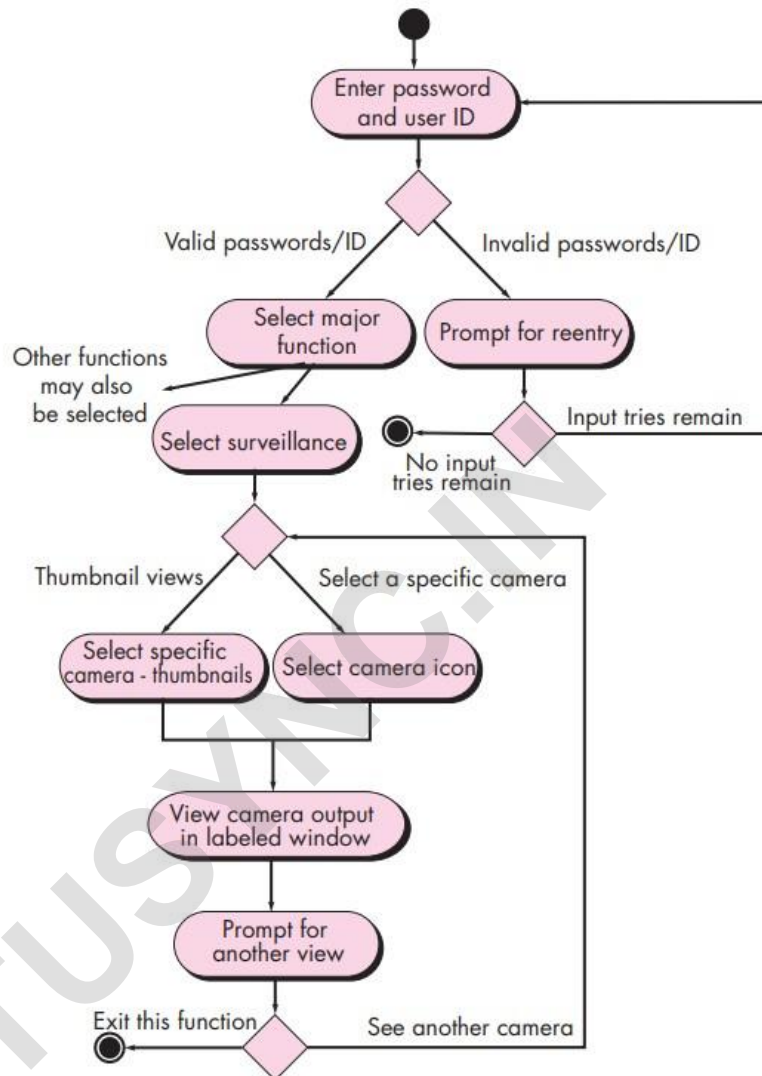 Enter password
and user ID
Valid passwords/ID
Invalid passwords/ID
Select major
function
Prompt for reentry
Other functions
may also
be selected
Input tries remain
Select surveillance
No input
tries remain
Thumbnail views
Select a specific camera
Select specific
camera - thumbnails
Select camera icon
View camera output
in labeled window
Prompt for
another view
Exit this function
See another camera
TUSYNC.IN